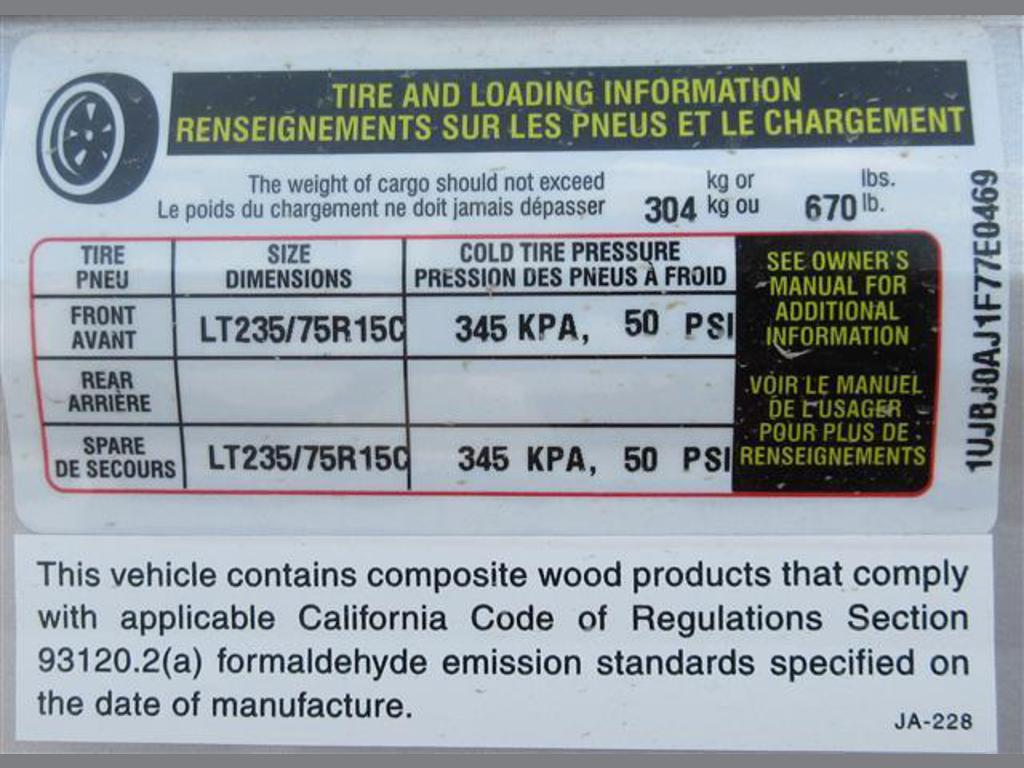 TIRE AND LOADING INFORMATION
RENSEIGNEMENTS SUR LES PNEUS ET LE CHARGEMENT
The weight of cargo should not exceed kg or lbs.
Le poids du chargement ne doit jamais dépasser 304 kg ou 670 lb.
TIRE SIZE COLD TIRE PRESSURE
PNEU DIMENSIONS PRESSION DES PNEUS À FROID
FRONT
AVANT LT235/75R15C 345 KPA, 50 PSI
REAR
ARRIÈRE
SPARE
DE SECOURS LT235/75R15C 345 KPA, 50 PSI
SEE OWNER'S
MANUAL FOR
ADDITIONAL
INFORMATION
VOIR LE MANUEL
DE L'USAGER
POUR PLUS DE
RENSEIGNEMENTS
1UJBJ0AJ1F77E0469
This vehicle contains composite wood products that comply
with applicable California Code of Regulations Section
93120.2(a) formaldehyde emission standards specified on
the date of manufacture.
JA-228